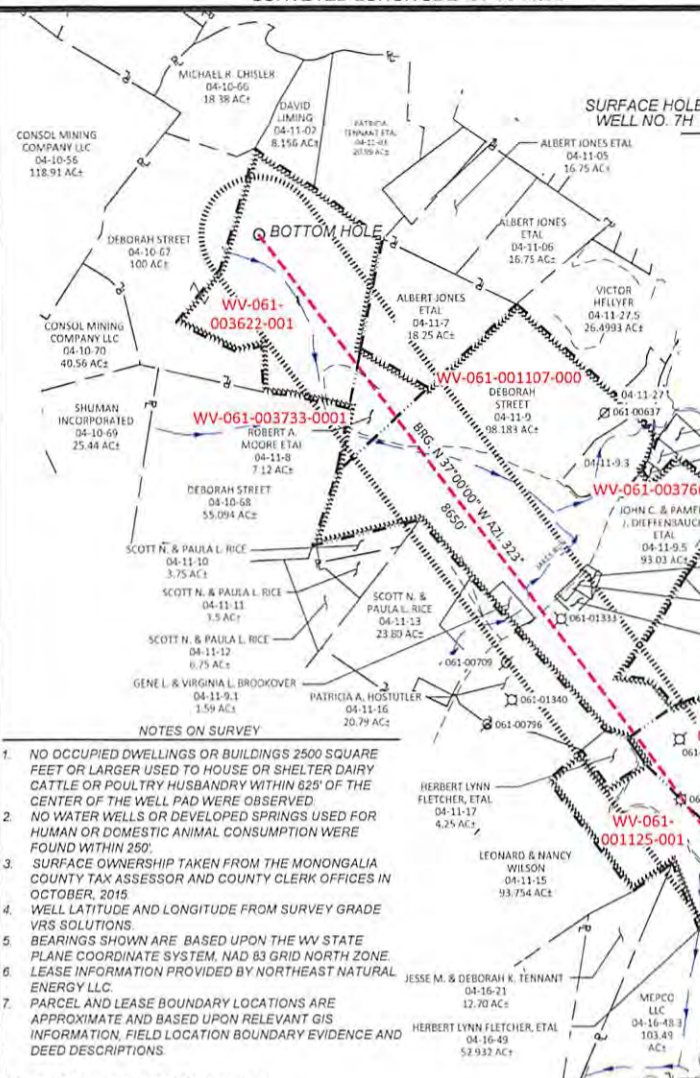 MICHAEL R. CHISLER
04-10-66
18.38 AC±
DAVID
LIMING
04-11-02
8.156 AC±
PATRICIA
TENNANT ETAL
20.99 AC±
SURFACE HOLE
WELL NO. 7H
CONSOL MINING
COMPANY LLC
04-10-56
118.91 AC±
ALBERT JONES ETAL
04-11-05
16.75 AC±
BOTTOM HOLE
ALBERT JONES
ETAL
04-11-06
16.75 AC±
DEBORAH STREET
04-10-67
100 AC±
VICTOR
HELLYER
04-11-27.5
26.4993 AC±
ALBERT JONES
ETAL
04-11-7
18.25 AC±
WV-061-
003622-001
CONSOL MINING
COMPANY LLC
04-10-70
40.56 AC±
WV-061-001107-000
DEBORAH
STREET
04-11-9
98.183 AC±
04-11-27
061-00637
SHUMAN
INCORPORATED
04-10-69
25.44 AC±
WV-061-003733-0001
ROBERT A.
MOORE ETAL
04-11-8
7.12 AC±
BRG. N 37°00'00" W AZI. 323°
8650'
04-11-9.3
WV-061-00376
JOHN C. & PAME
J. DIEFFENBAUC
ETAL
04-11-9.5
93.03 AC±
DEBORAH STREET
04-10-68
55.094 AC±
SCOTT N. & PAULA L. RICE
04-11-10
3.75 AC±
SCOTT N. & PAULA L. RICE
04-11-11
3.5 AC±
SCOTT N. &
PAULA L. RICE
04-11-13
23.80 AC±
061-01333
SCOTT N. & PAULA L. RICE
04-11-12
6.75 AC±
061-00709
GENE L. & VIRGINIA L. BROOKOVER
04-11-9.1
1.59 AC±
PATRICIA A. HOSTUTLER
04-11-16
20.79 AC±
061-01340
061-00796
NOTES ON SURVEY
1. NO OCCUPIED DWELLINGS OR BUILDINGS 2500 SQUARE
FEET OR LARGER USED TO HOUSE OR SHELTER DAIRY
CATTLE OR POULTRY HUSBANDRY WITHIN 625' OF THE
CENTER OF THE WELL PAD WERE OBSERVED.
2. NO WATER WELLS OR DEVELOPED SPRINGS USED FOR
HUMAN OR DOMESTIC ANIMAL CONSUMPTION WERE
FOUND WITHIN 250'.
3. SURFACE OWNERSHIP TAKEN FROM THE MONONGALIA
COUNTY TAX ASSESSOR AND COUNTY CLERK OFFICES IN
OCTOBER, 2015.
4. WELL LATITUDE AND LONGITUDE FROM SURVEY GRADE
VRS SOLUTIONS.
5. BEARINGS SHOWN ARE BASED UPON THE WV STATE
PLANE COORDINATE SYSTEM, NAD 83 GRID NORTH ZONE.
6. LEASE INFORMATION PROVIDED BY NORTHEAST NATURAL
ENERGY LLC.
7. PARCEL AND LEASE BOUNDARY LOCATIONS ARE
APPROXIMATE AND BASED UPON RELEVANT GIS
INFORMATION, FIELD LOCATION BOUNDARY EVIDENCE AND
DEED DESCRIPTIONS.
HERBERT LYNN
FLETCHER, ETAL
04-11-17
4.25 AC±
WV-061-
001125-001
LEONARD & NANCY
WILSON
04-11-15
93.754 AC±
JESSE M. & DEBORAH K. TENNANT
04-16-21
12.70 AC±
HERBERT LYNN FLETCHER, ETAL
04-16-49
52.932 AC±
MEPCO
LLC
04-16-48.3
103.49
AC±